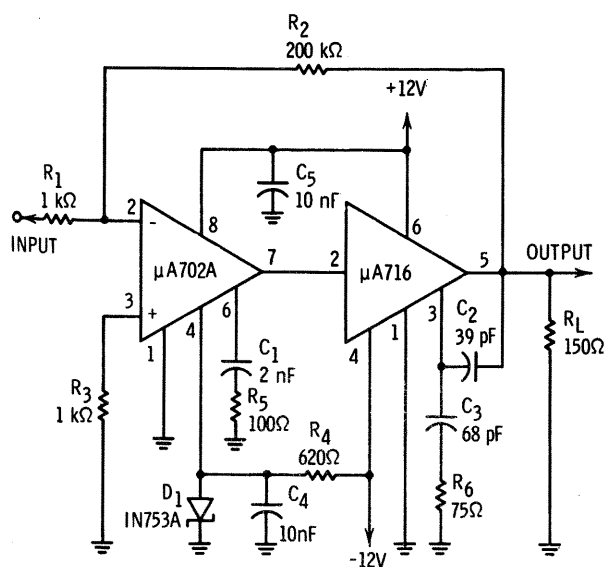 R2
200 kΩ
+12V
R1
1 kΩ
C5
10 nF
INPUT
2
-
8
μA702A
7
2
6
μA716
5
OUTPUT
3
+
1
4
6
4
1
3
C2
39 pF
RL
150Ω
R3
1 kΩ
C1
2 nF
R5
100Ω
C3
68 pF
R4
620Ω
D1
IN753A
C4
10nF
R6
75Ω
-12V